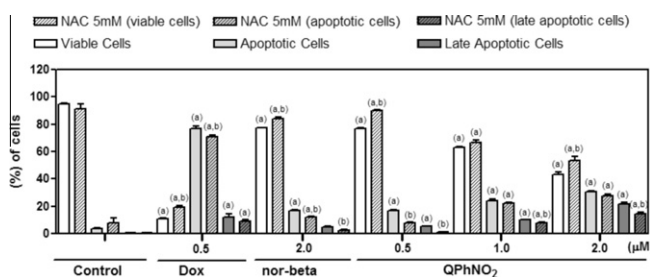 NAC 5mM (viable cells) NAC 5mM (apoptotic cells) NAC 5mM (late apoptotic cells)
Viable Cells Apoptotic Cells Late Apoptotic Cells
120
100
80
60
40
20
0
(%) of cells
(a) (a,b) (a) (a,b) (a) (a)
(a) (a,b) (a) (a,b) (b)
(a) (a,b) (a) (b) (a) (b)
(a) (a) (a) (a) (a) (a,b)
(a) (a,b) (a) (a) (a) (a,b)
0.5 2.0 0.5 1.0 2.0 (µM
Control Dox nor-beta QPhNO₂